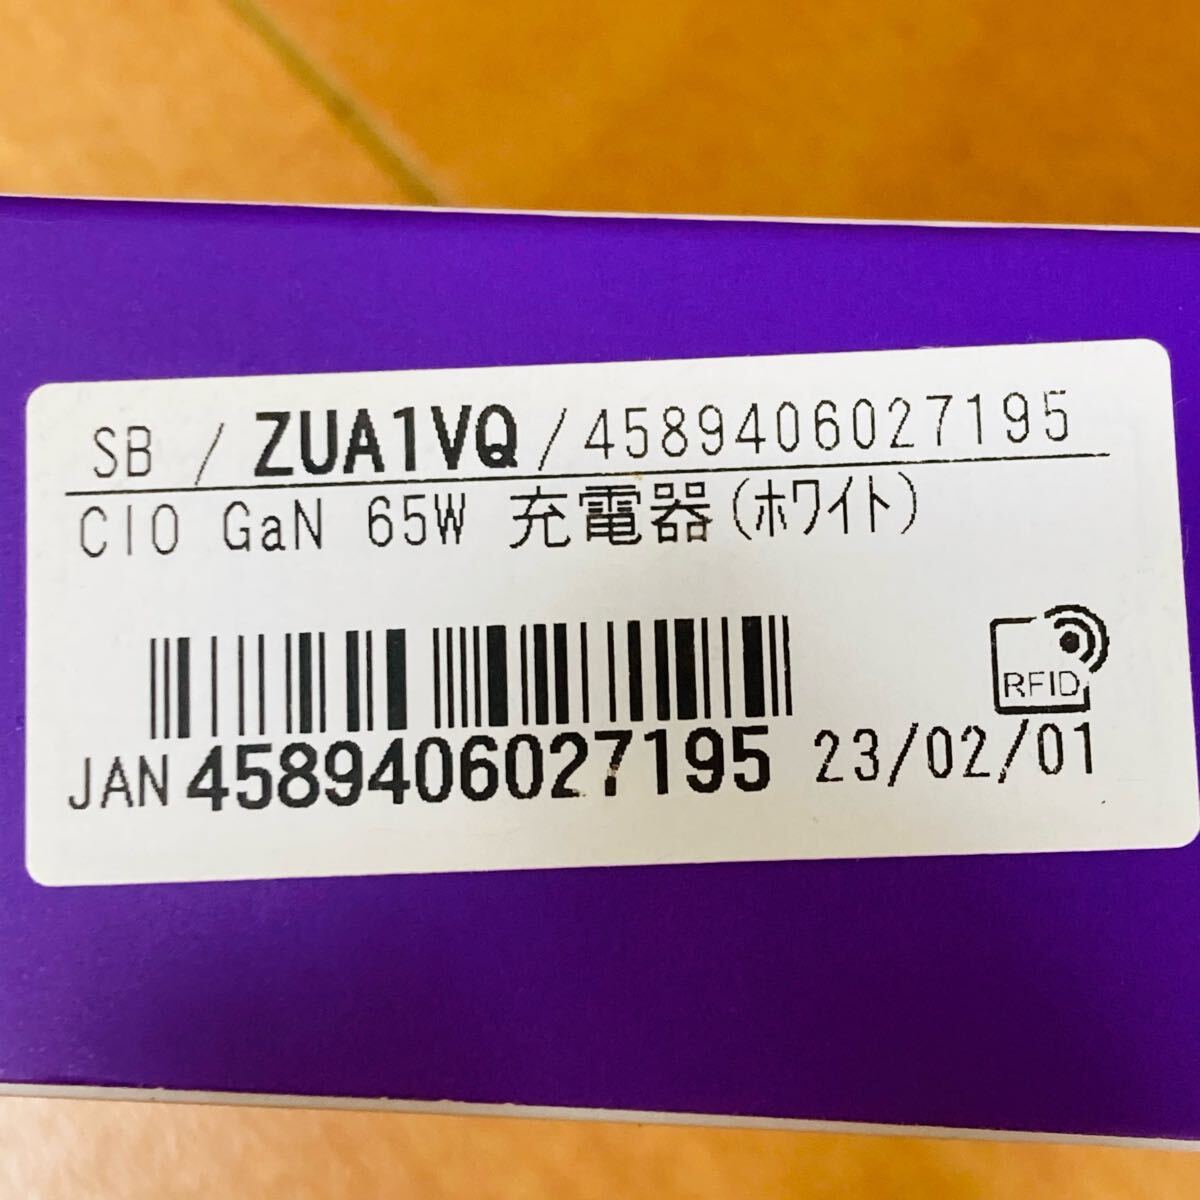 SB / ZUA1VQ / 4589406027195
CIO GaN 65W 充電器(ホワイト)
RFID
JAN 4589406027195 23/02/01